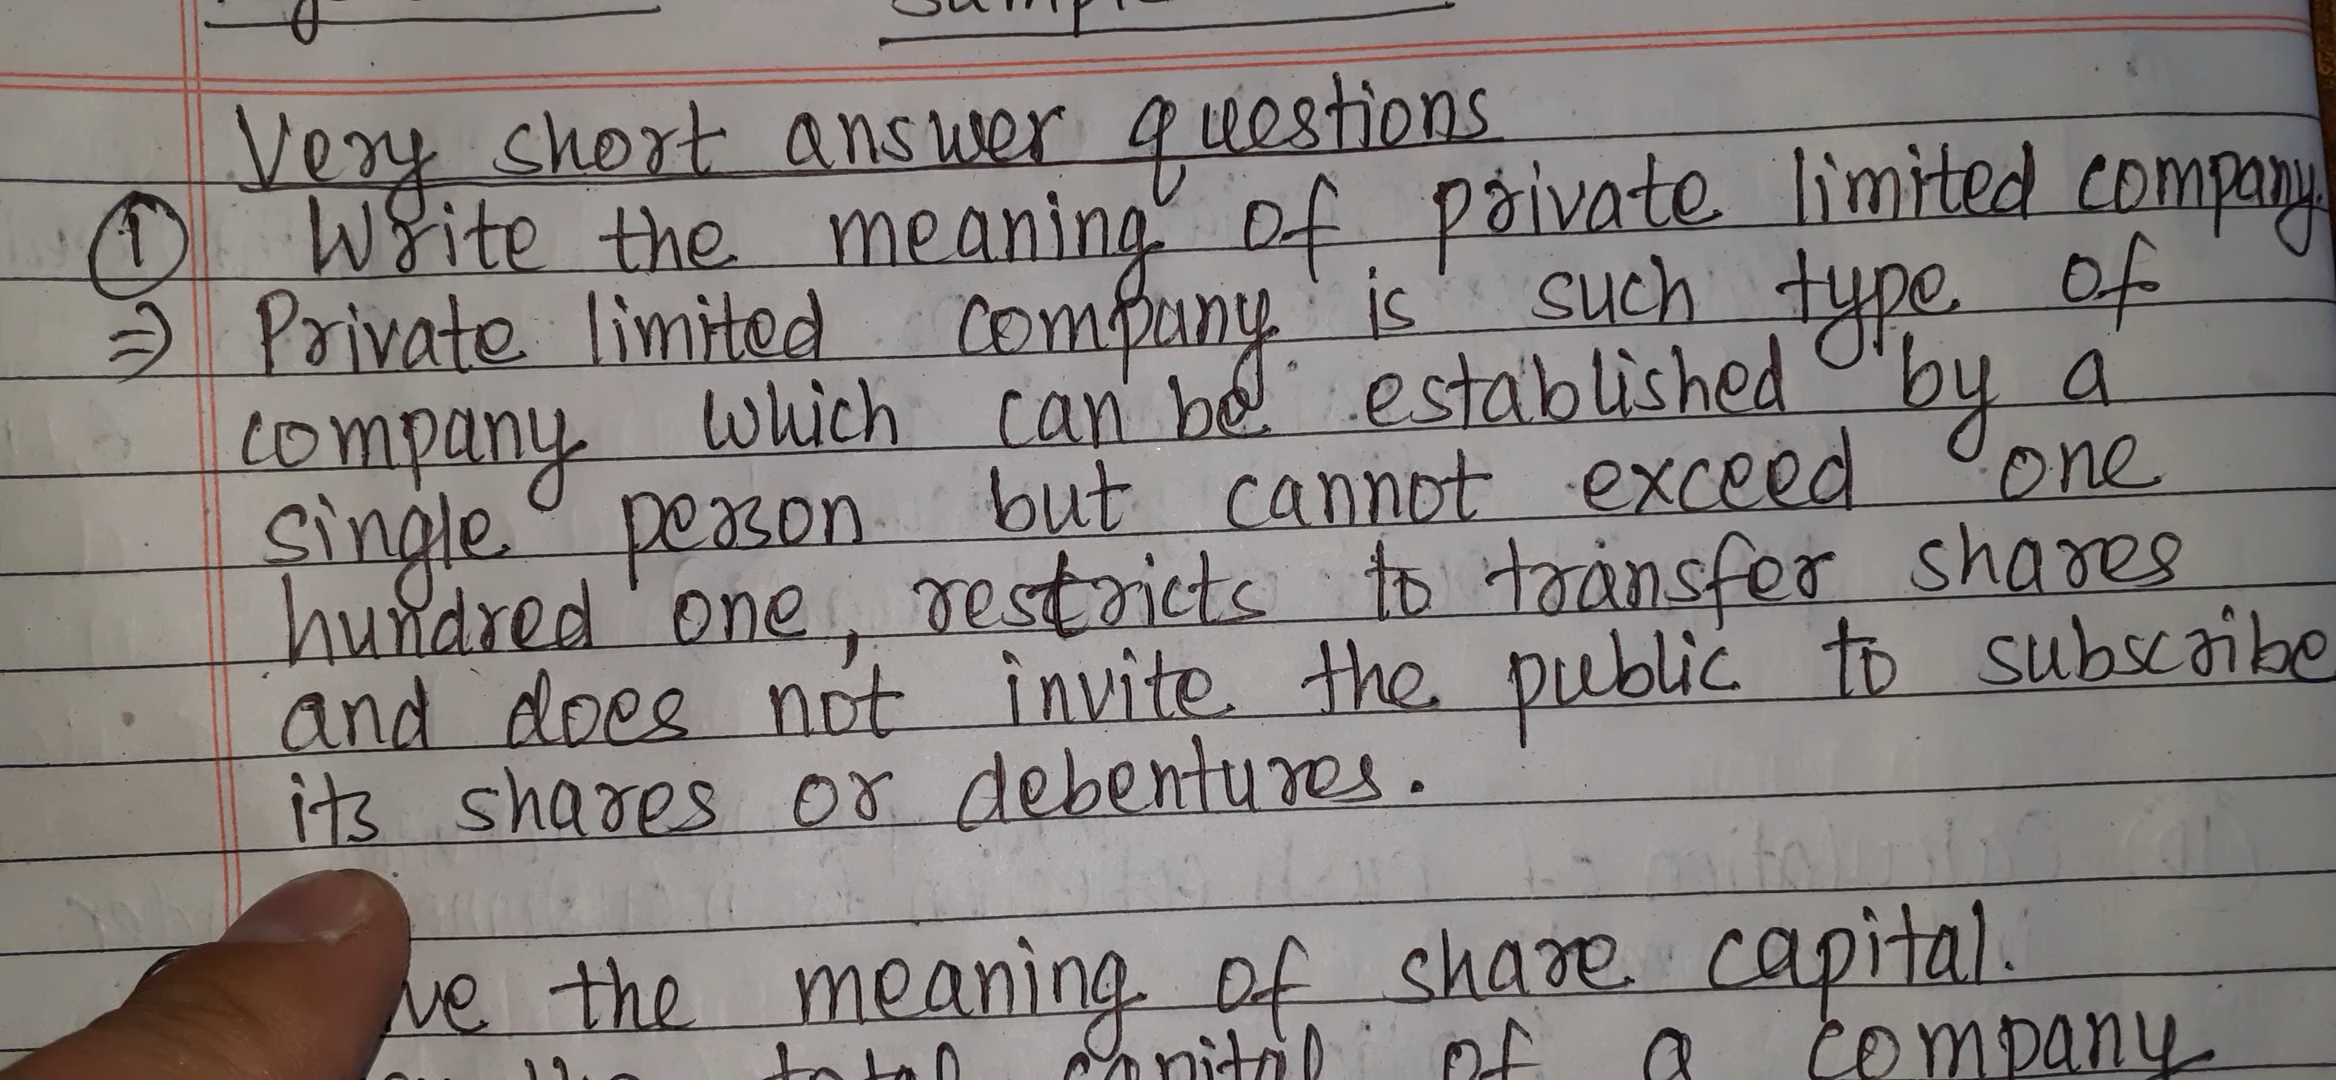 Very short answer questions
① Write the meaning of private limited company.
⇒ Private limited company is such type of
company which can be established by a
single person but cannot exceed one
hundred one, restricts to transfer shares
and does not invite the public to subscribe
its shares or debentures.
the meaning of share capital.
total capital of a company